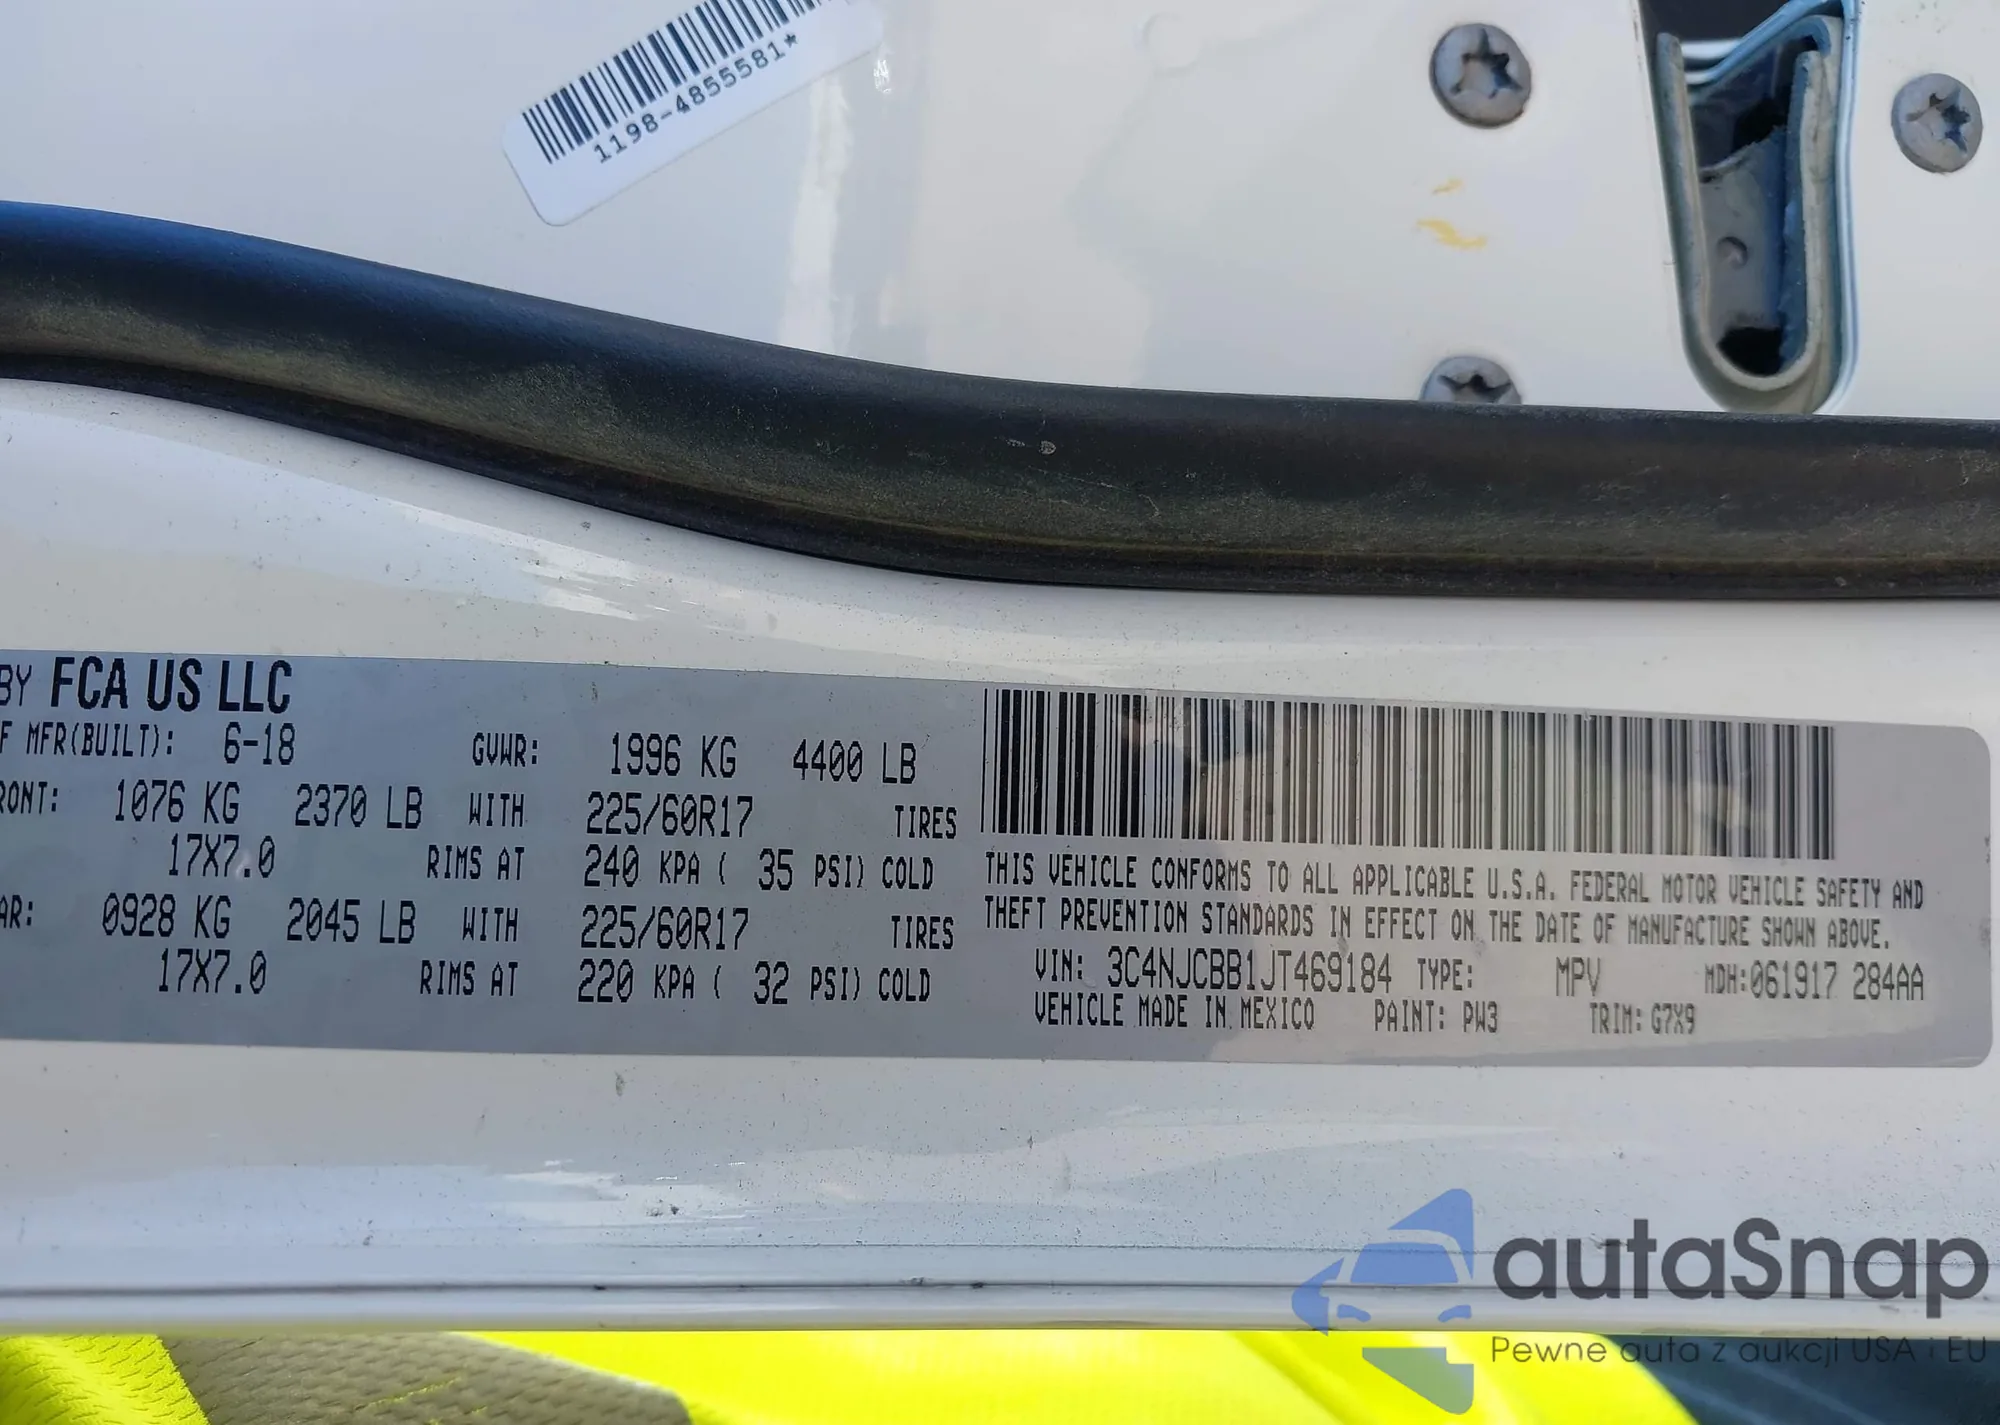 1198-4855581*
BY FCA US LLC
F MFR(BUILT): 6-18 GVWR: 1996 KG 4400 LB
RONT: 1076 KG 2370 LB WITH 225/60R17 TIRES
17X7.0 RIMS AT 240 KPA ( 35 PSI) COLD
AR: 0928 KG 2045 LB WITH 225/60R17 TIRES
17X7.0 RIMS AT 220 KPA ( 32 PSI) COLD
THIS VEHICLE CONFORMS TO ALL APPLICABLE U.S.A. FEDERAL MOTOR VEHICLE SAFETY AND
THEFT PREVENTION STANDARDS IN EFFECT ON THE DATE OF MANUFACTURE SHOWN ABOVE.
VIN: 3C4NJCBB1JT469184 TYPE: MPV MDH:061917 284AA
VEHICLE MADE IN MEXICO PAINT: PW3 TRIM: G7X9
autaSnap
Pewne auta z aukcji USA i EU